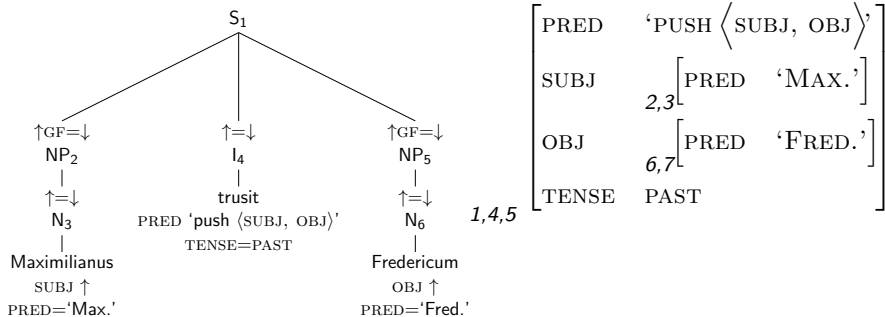 S1
↑GF=↓ ↑=↓ ↑GF=↓
NP2 I4 NP5
↑=↓ trusit ↑=↓
N3 PRED ‘push ⟨SUBJ, OBJ⟩’ N6
TENSE=PAST
Maximilianus Fredericum
SUBJ ↑ OBJ ↑
PRED=‘Max.’ PRED=‘Fred.’
PRED ‘PUSH ⟨SUBJ, OBJ⟩’
SUBJ 2,3[PRED ‘MAX.’]
OBJ 6,7[PRED ‘FRED.’]
TENSE PAST
1,4,5